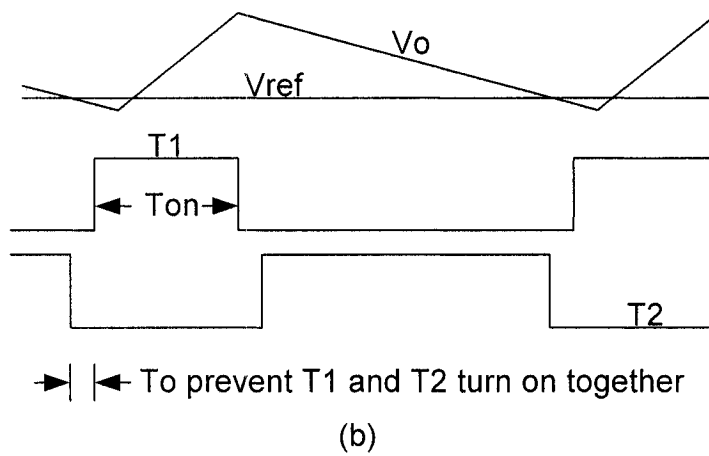 Vo
Vref
T1
Ton
T2
To prevent T1 and T2 turn on together
(b)